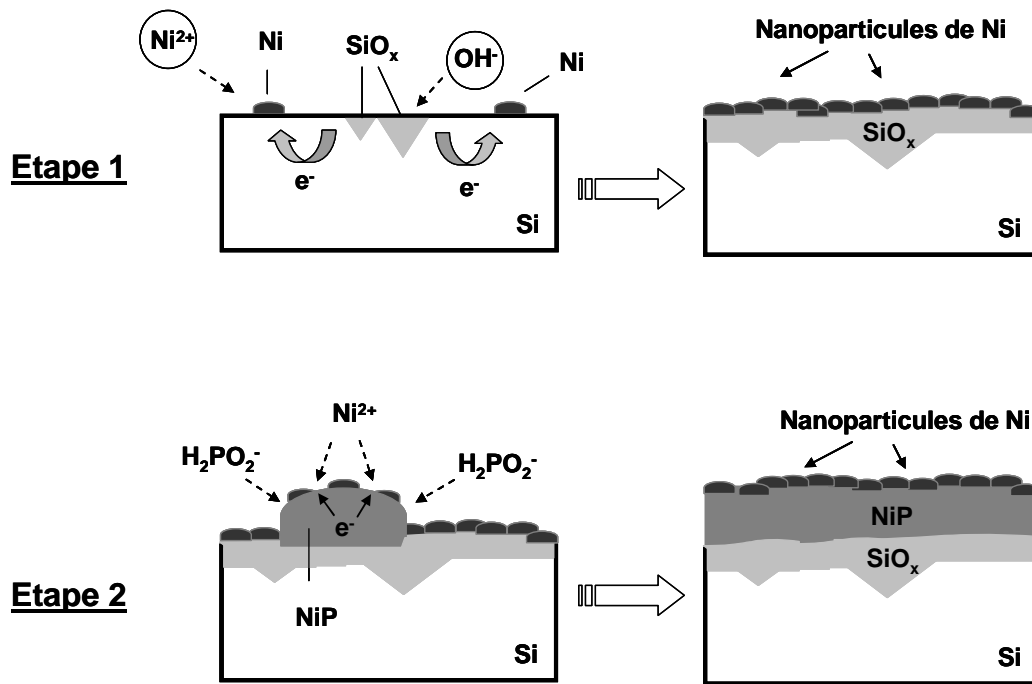 Etape 1
Ni²⁺
Ni
SiOₓ
OH⁻
Ni
e⁻
e⁻
Si
Nanoparticules de Ni
SiOₓ
Si
Etape 2
Ni²⁺
H₂PO₂⁻
H₂PO₂⁻
e⁻
NiP
Si
Nanoparticules de Ni
NiP
SiOₓ
Si